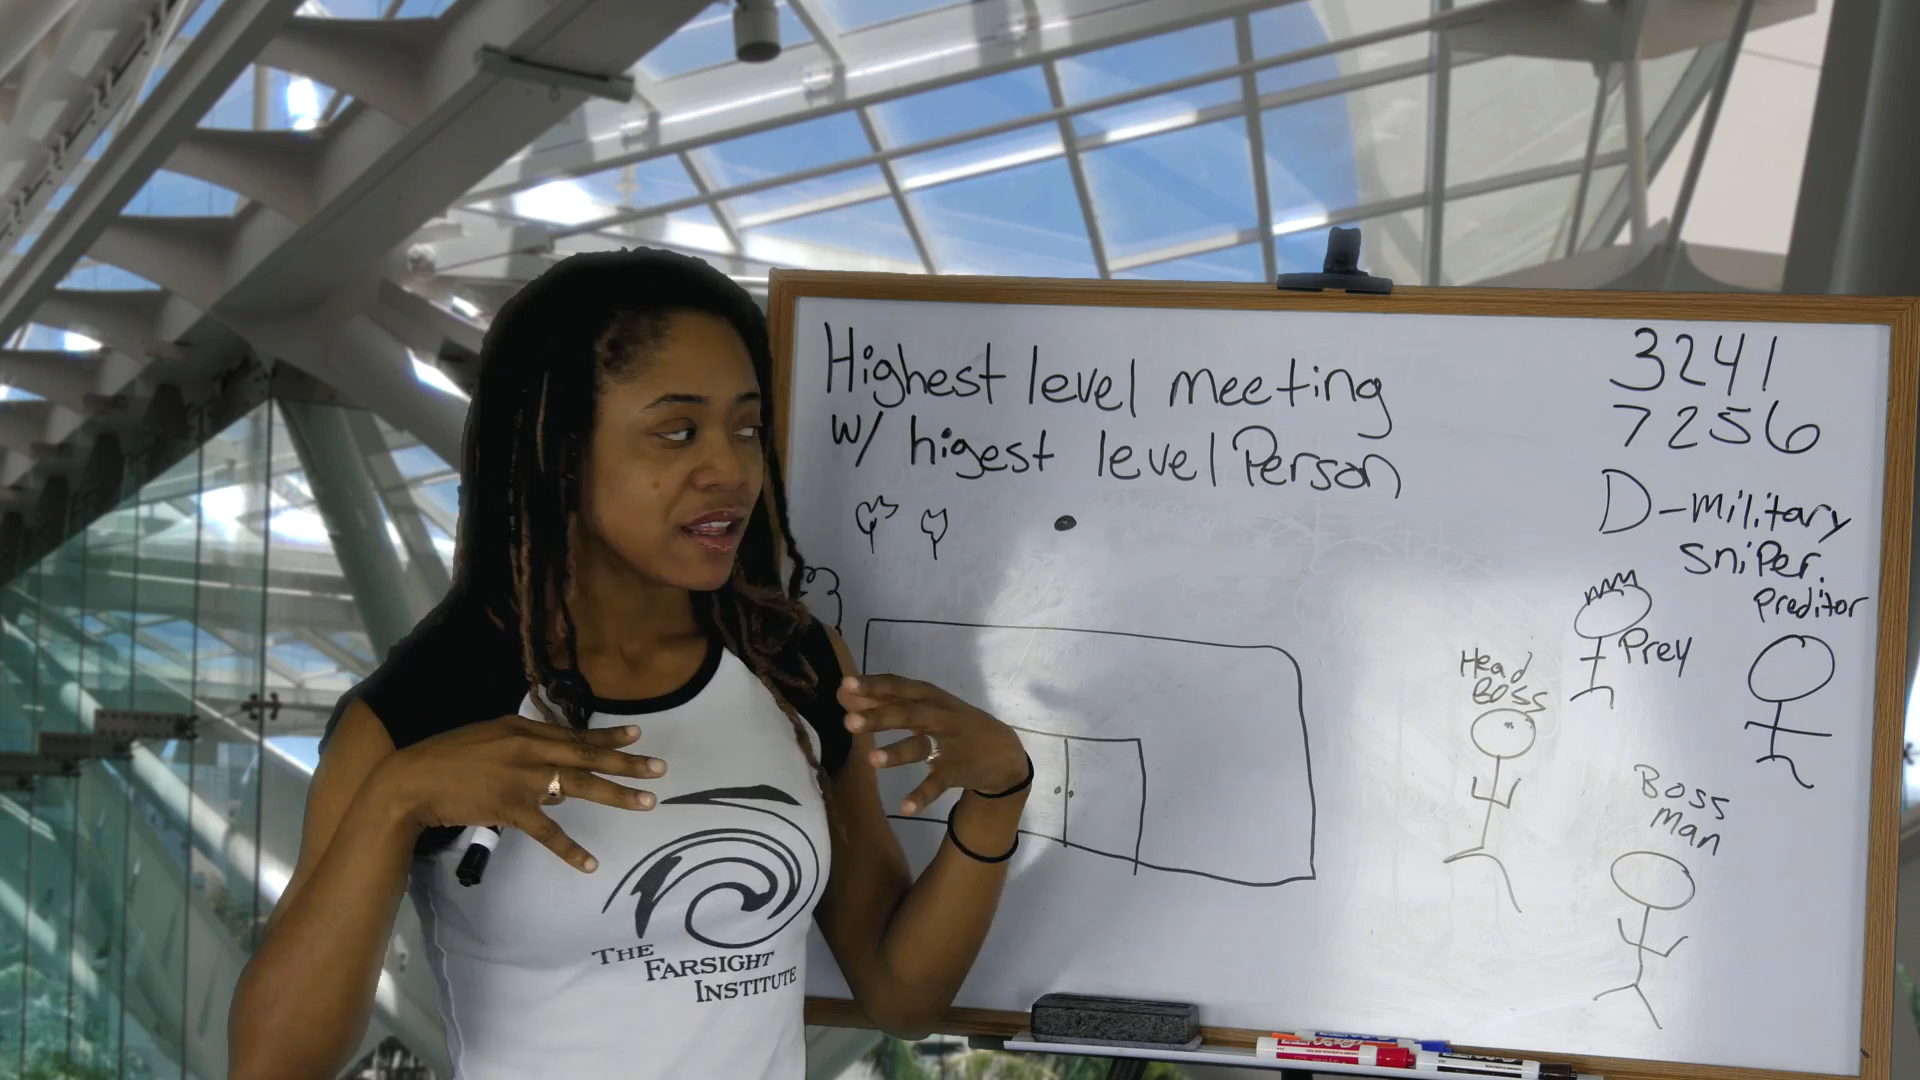 Highest level meeting
w/ higest level Person
3241
7256
D-military
sniper.
Preditor
Prey
Head
BOSS
Boss
Man
THE
FARSIGHT
INSTITUTE